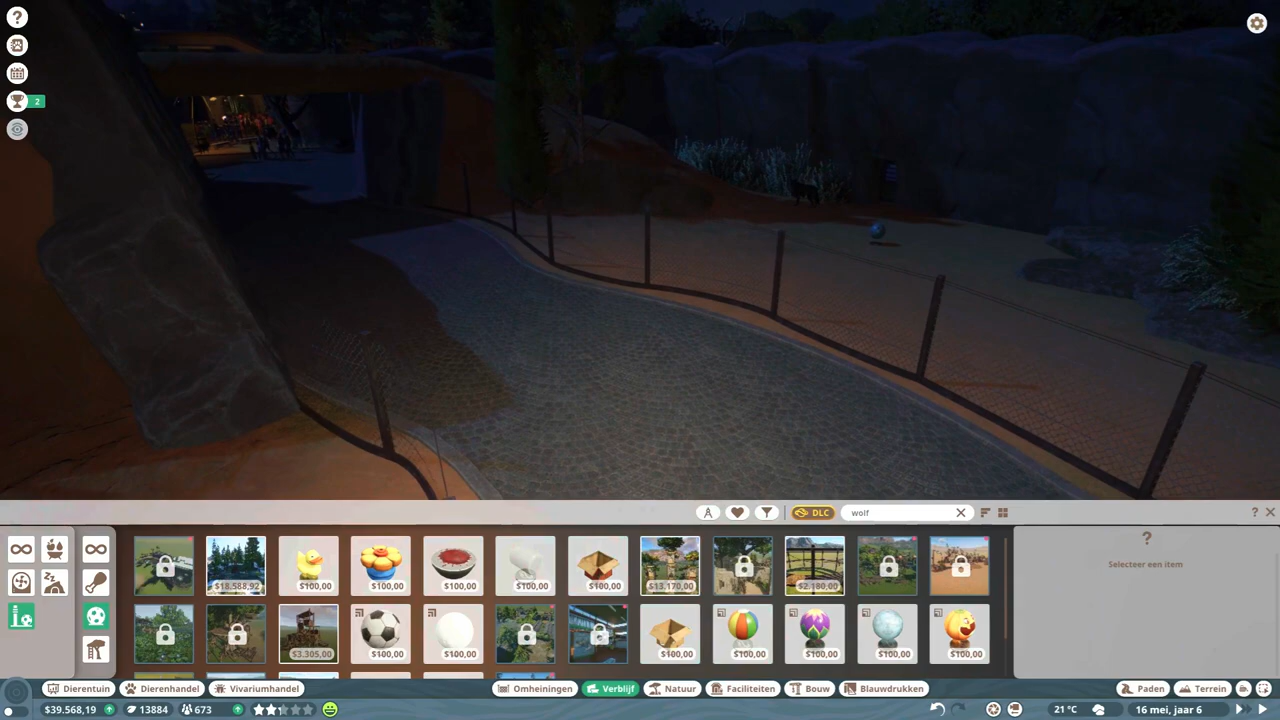 2
DLC
wolf
Selecteer een item
$18.588,92
$100,00
$100,00
$100,00
$100,00
$100,00
$13.170,00
$2.180,00
$3.305,00
$100,00
$100,00
$100,00
$100,00
$100,00
$100,00
$100,00
Dierentuin
Dierenhandel
Vivariumhandel
Omheiningen
Verblijf
Natuur
Faciliteiten
Bouw
Blauwdrukken
Paden
Terrein
$39.568,19
13884
673
21 °C
16 mei, jaar 6